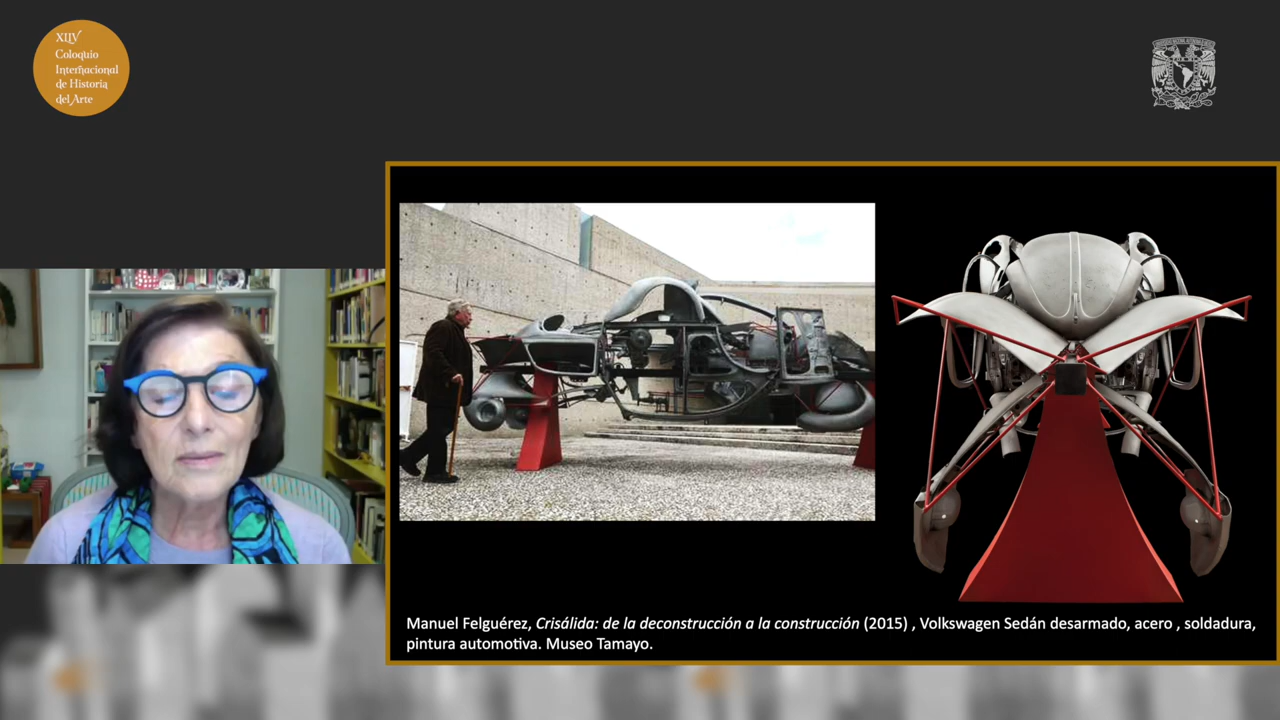 XLIV
Coloquio
Internacional
de Historia
del Arte
Manuel Felguérez, Crisálida: de la deconstrucción a la construcción (2015) , Volkswagen Sedán desarmado, acero , soldadura,
pintura automotiva. Museo Tamayo.